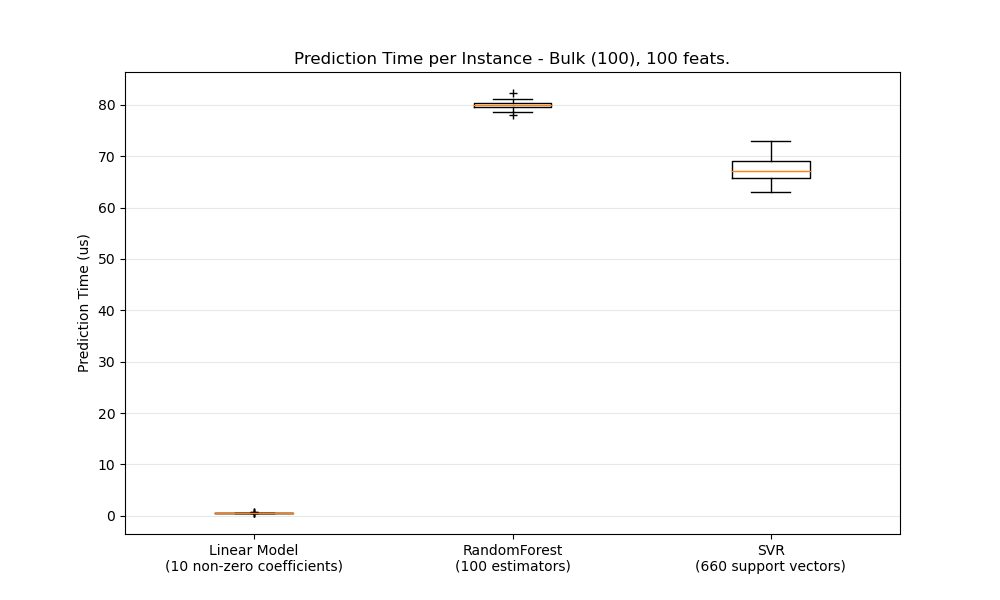 Prediction Time per Instance - Bulk (100), 100 feats.
Prediction Time (us)
80
70
60
50
40
30
20
10
0
Linear Model
(10 non-zero coefficients)
RandomForest
(100 estimators)
SVR
(660 support vectors)